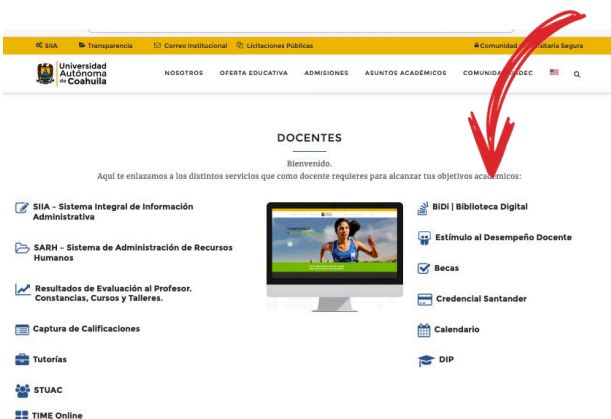 SIIA
Transparencia
Correo Institucional
Licitaciones Públicas
Comunidad
sitaria Segura
Universidad
Autónoma
de Coahuila
NOSOTROS
OFERTA EDUCATIVA
ADMISIONES
ASUNTOS ACADÉMICOS
COMUNIDAD
DEC
DOCENTES
Bienvenido.
Aquí te enlazamos a los distintos servicios que como docente requieres para alcanzar tus objetivos académicos:
SIIA - Sistema Integral de Información
Administrativa
SARH - Sistema de Administración de Recursos
Humanos
Resultados de Evaluación al Profesor.
Constancias, Cursos y Talleres.
Captura de Calificaciones
Tutorías
STUAC
TIME Online
BiDi | Biblioteca Digital
Estímulo al Desempeño Docente
Becas
Credencial Santander
Calendario
DIP